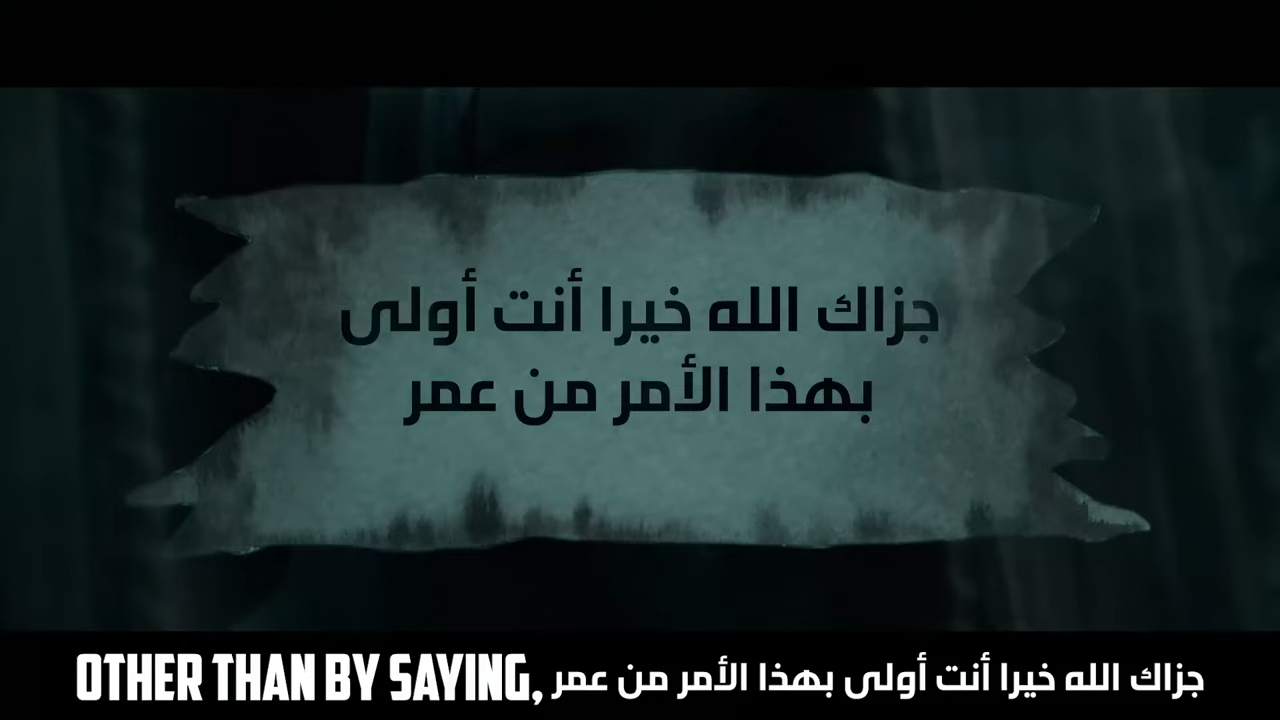 جزاك الله خيرا أنت أولى
بهذا الأمر من عمر
OTHER THAN BY SAYING, جزاك الله خيرا أنت أولى بهذا الأمر من عمر